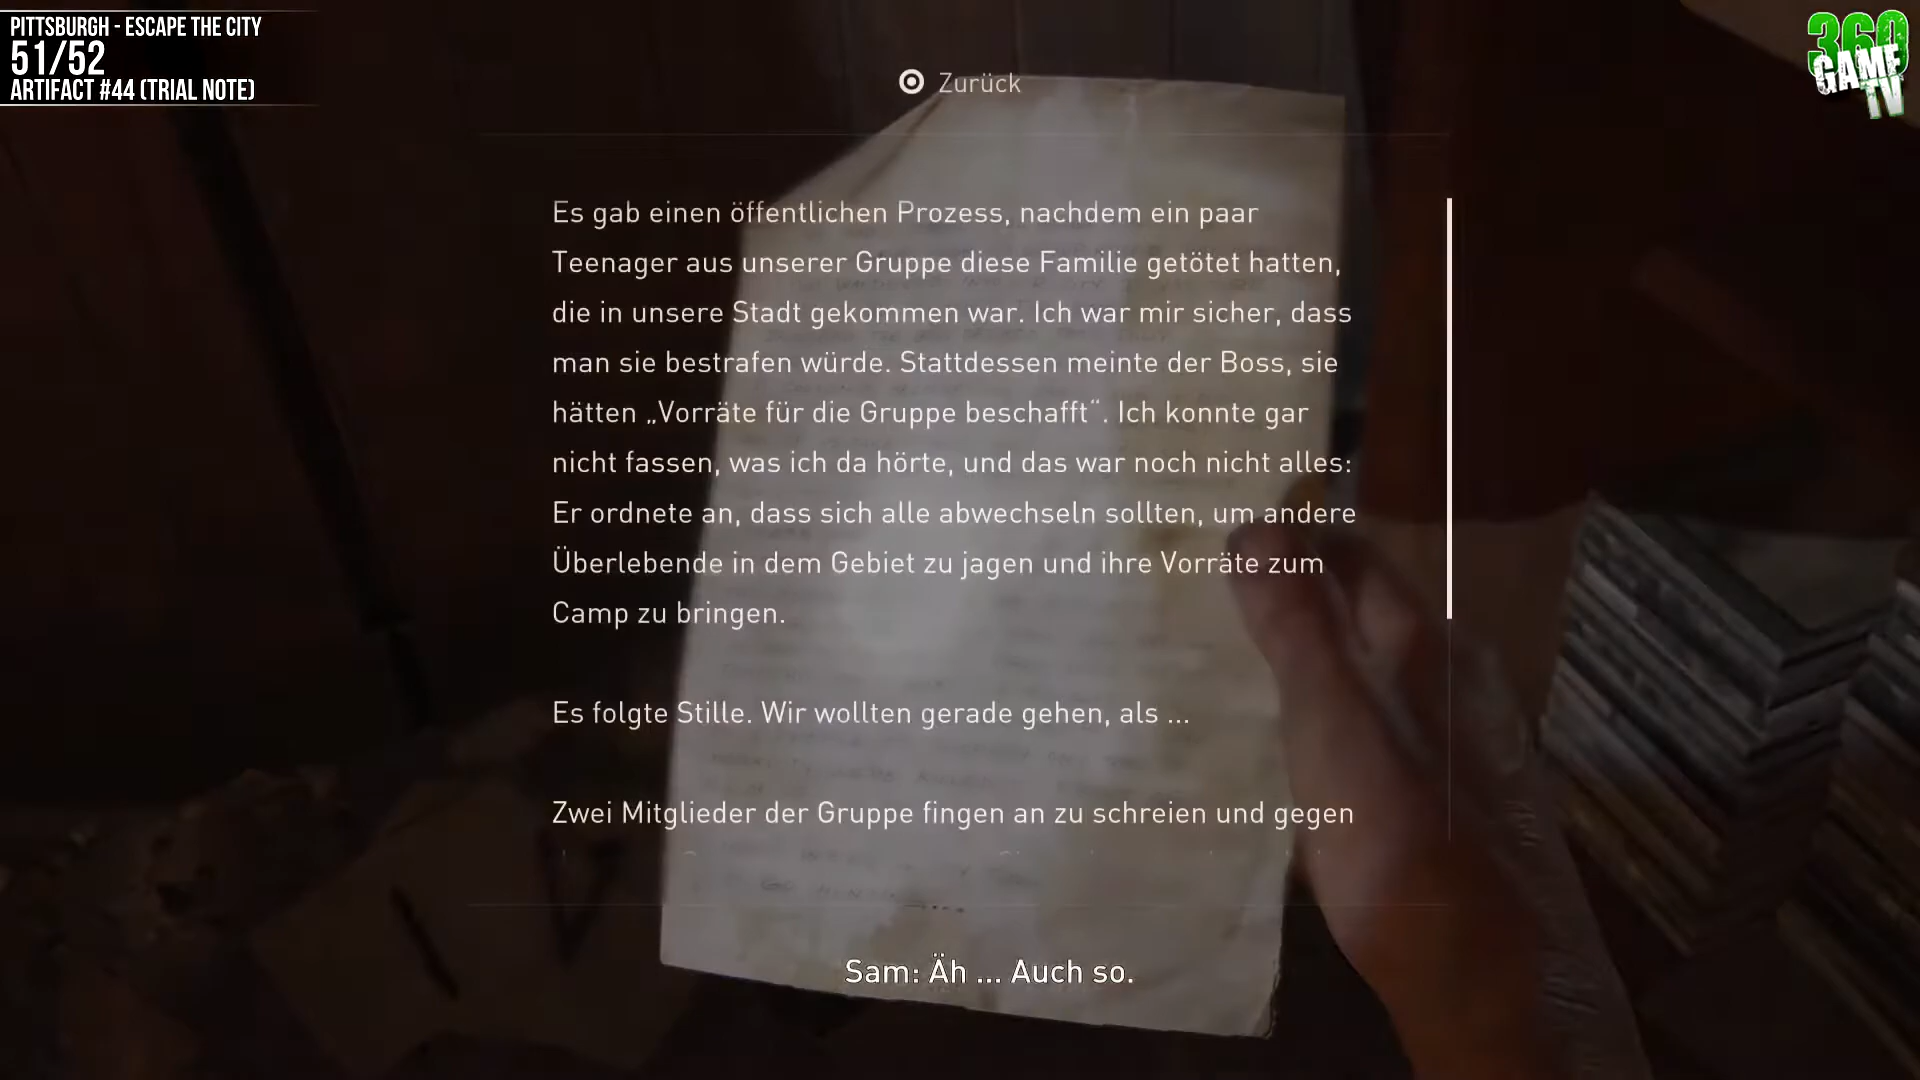 PITTSBURGH - ESCAPE THE CITY
51/52
ARTIFACT #44 (TRIAL NOTE)
360
GAME
TV
Zurück
Es gab einen öffentlichen Prozess, nachdem ein paar
Teenager aus unserer Gruppe diese Familie getötet hatten,
die in unsere Stadt gekommen war. Ich war mir sicher, dass
man sie bestrafen würde. Stattdessen meinte der Boss, sie
hätten „Vorräte für die Gruppe beschafft“. Ich konnte gar
nicht fassen, was ich da hörte, und das war noch nicht alles:
Er ordnete an, dass sich alle abwechseln sollten, um andere
Überlebende in dem Gebiet zu jagen und ihre Vorräte zum
Camp zu bringen.
Es folgte Stille. Wir wollten gerade gehen, als ...
Zwei Mitglieder der Gruppe fingen an zu schreien und gegen
Sam: Äh ... Auch so.